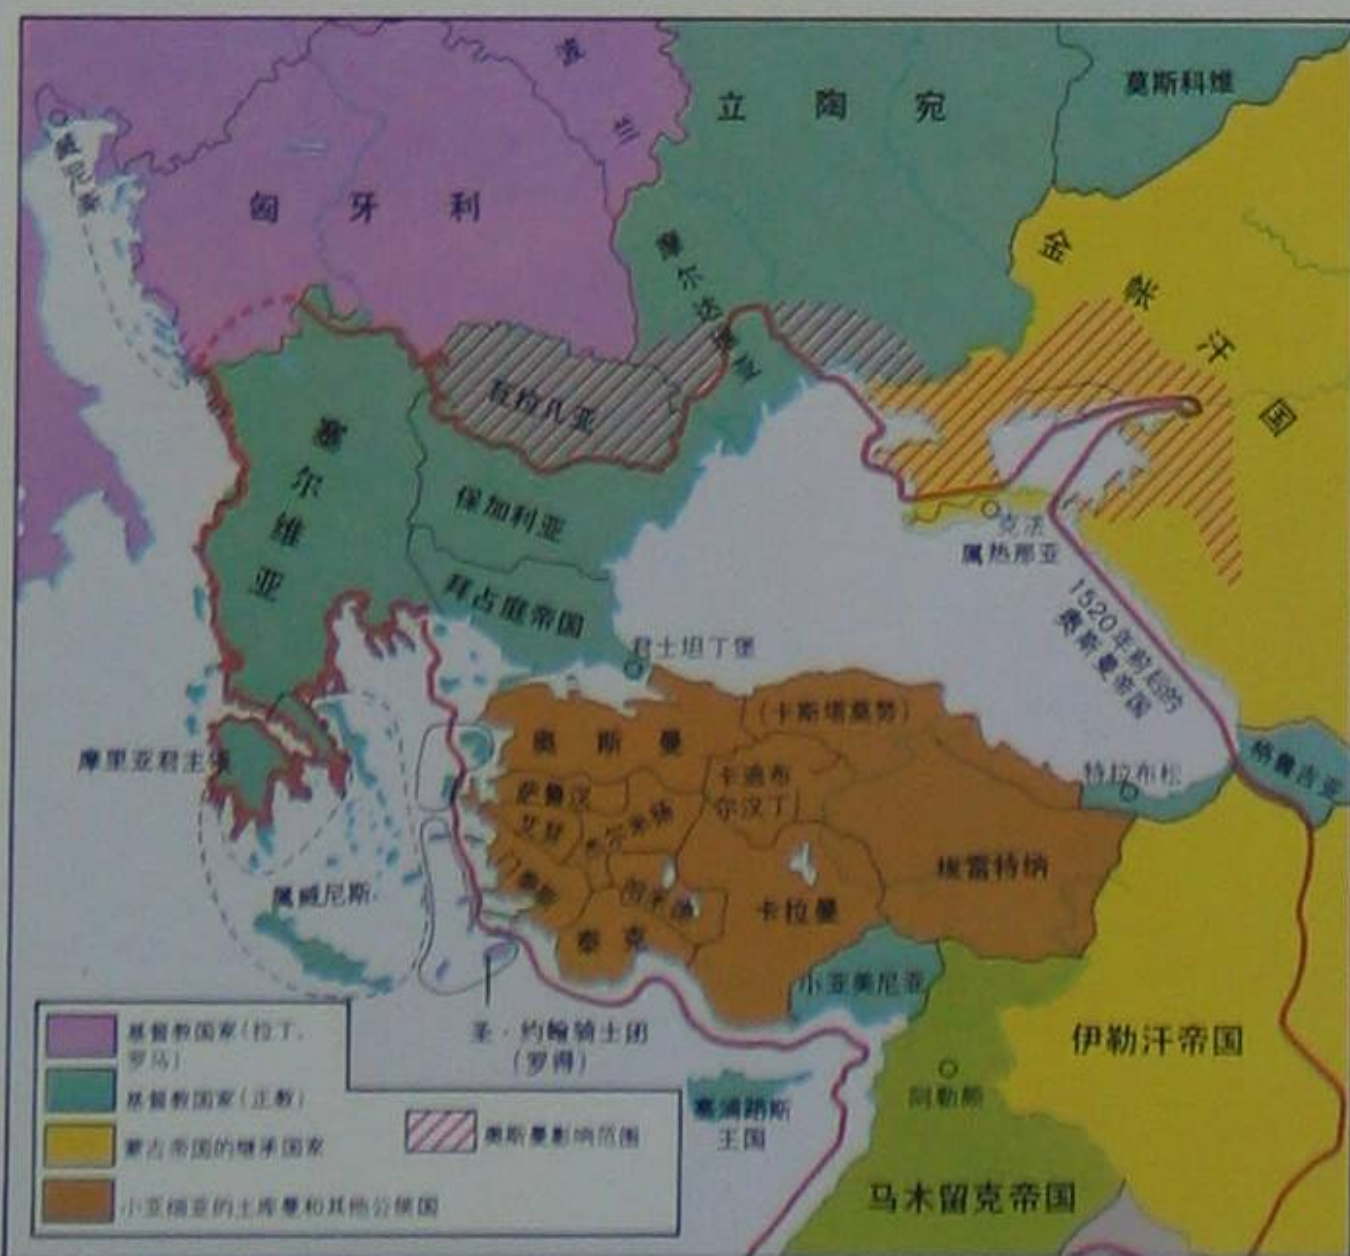 波兰
立陶宛
莫斯科维
威尼斯
匈牙利
摩尔达维亚
金帐汗国
瓦拉几亚
塞尔维亚
保加利亚
克法
属热那亚
拜占庭帝国
1520年前后的
奥斯曼帝国
君士坦丁堡
奥斯曼
(卡斯塔莫努)
格鲁吉亚
摩里亚君主
特拉布松
卡迪布
尔汉丁
萨鲁汉
艾登
埃雷特纳
属威尼斯
卡拉曼
泰克
小亚美尼亚
基督教国家(拉丁、
罗马)
圣·约翰骑士团
(罗得)
伊勒汗帝国
阿勒颇
基督教国家(正教)
塞浦路斯
王国
奥斯曼影响范围
蒙古帝国的继承国家
小亚细亚的土库曼和其他公侯国
马木留克帝国